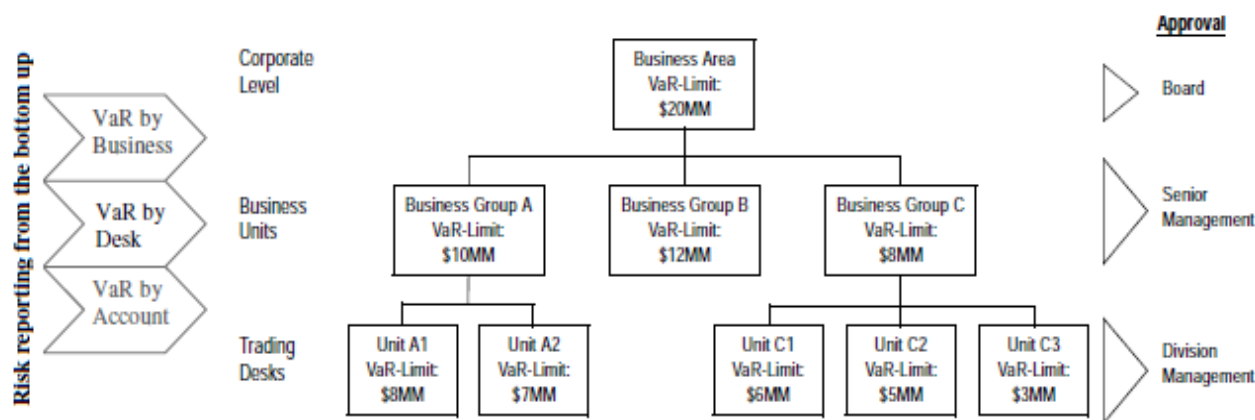 Risk reporting from the bottom up
VaR by
Business
VaR by
Desk
VaR by
Account
Corporate
Level
Business
Units
Trading
Desks
Business Area
VaR-Limit:
$20MM
Business Group A
VaR-Limit:
$10MM
Business Group B
VaR-Limit:
$12MM
Business Group C
VaR-Limit:
$8MM
Unit A1
VaR-Limit:
$8MM
Unit A2
VaR-Limit:
$7MM
Unit C1
VaR-Limit:
$6MM
Unit C2
VaR-Limit:
$5MM
Unit C3
VaR-Limit:
$3MM
Approval
Board
Senior
Management
Division
Management